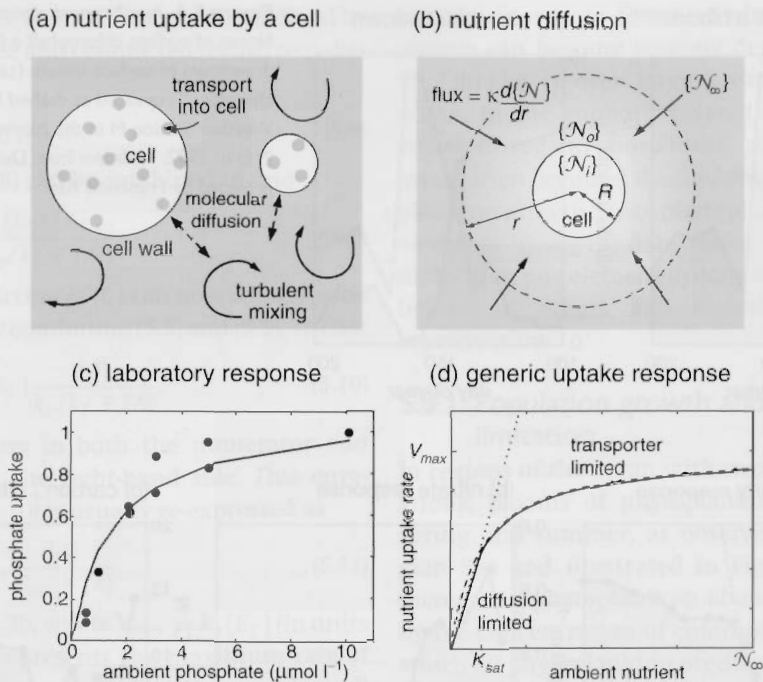 (a) nutrient uptake by a cell
transport
into cell
cell
molecular
diffusion
cell wall
turbulent
mixing
(b) nutrient diffusion
flux = κ d{𝒩}/dr
{𝒩∞}
{𝒩o}
{𝒩i}
R
r
cell
(c) laboratory response
phosphate uptake
1
0.8
0.6
0.4
0.2
0
0 2 4 6 8 10
ambient phosphate (μmol l⁻¹)
(d) generic uptake response
nutrient uptake rate
Vmax
transporter
limited
diffusion
limited
Ksat
𝒩∞
ambient nutrient